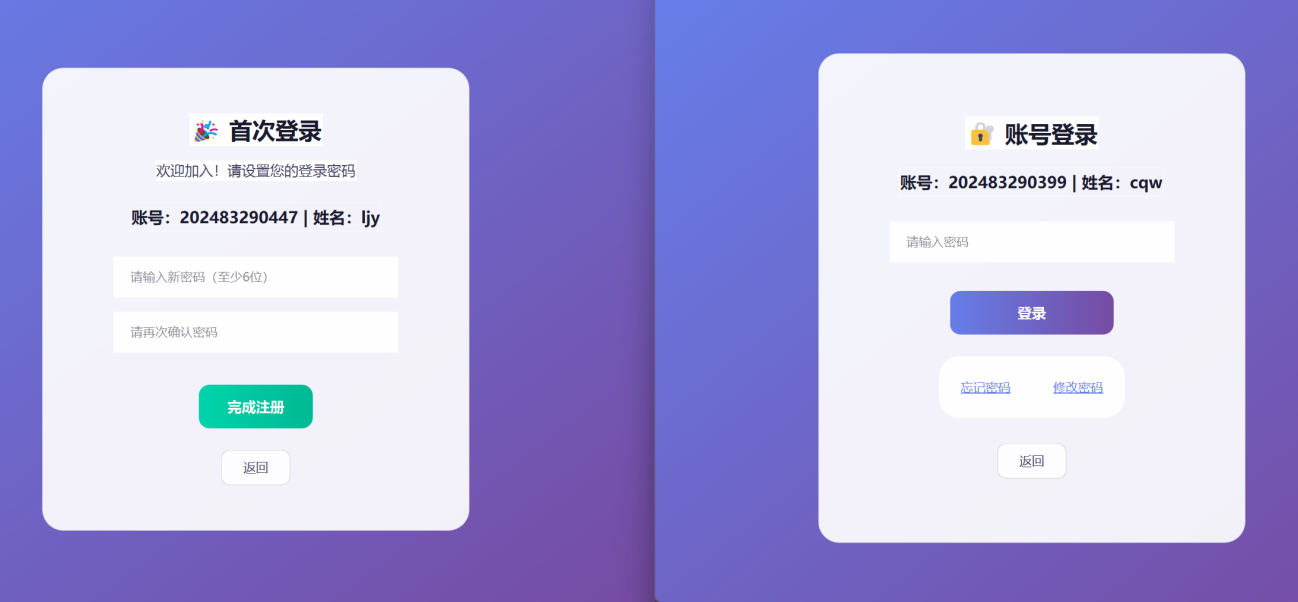 首次登录
欢迎加入！请设置您的登录密码
账号：202483290447 | 姓名：ljy
请输入新密码（至少6位）
请再次确认密码
完成注册
返回
账号登录
账号：202483290399 | 姓名：cqw
请输入密码
登录
忘记密码 修改密码
返回